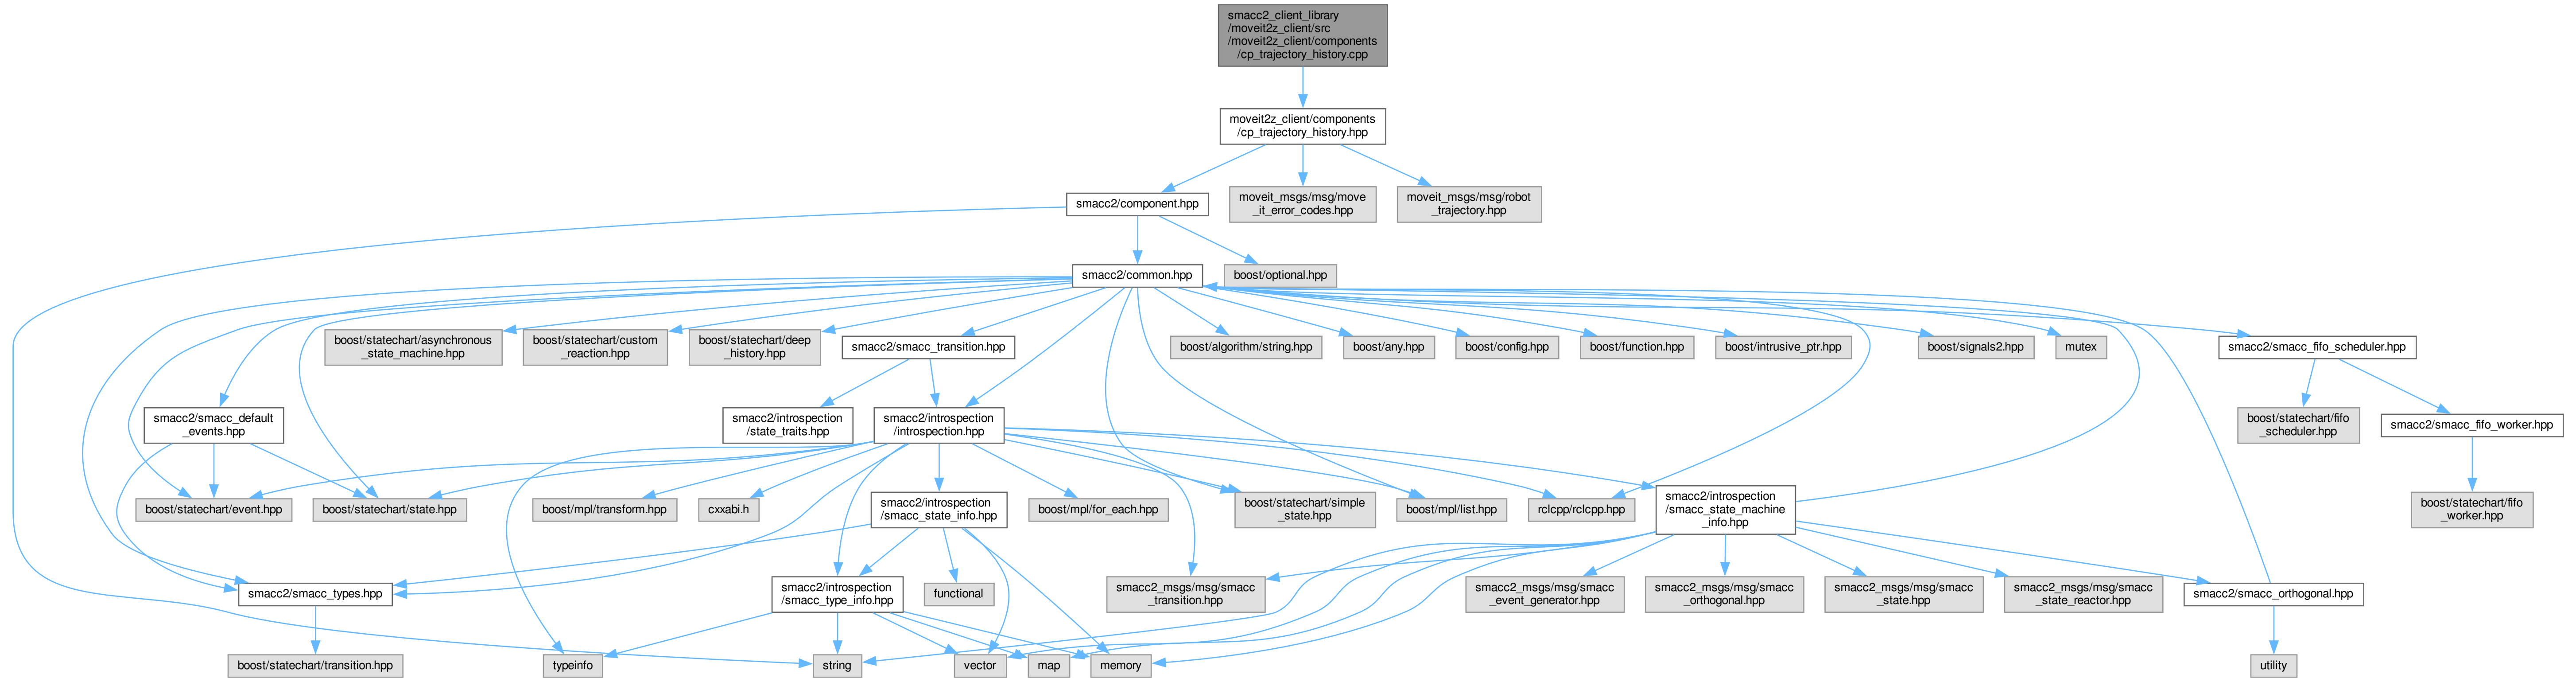 smacc2_client_library
/moveit2z_client/src
/moveit2z_client/components
/cp_trajectory_history.cpp
moveit2z_client/components
/cp_trajectory_history.hpp
smacc2/component.hpp
moveit_msgs/msg/move
_it_error_codes.hpp
moveit_msgs/msg/robot
_trajectory.hpp
smacc2/common.hpp
boost/optional.hpp
boost/statechart/asynchronous
_state_machine.hpp
boost/statechart/custom
_reaction.hpp
boost/statechart/deep
_history.hpp
smacc2/smacc_transition.hpp
boost/algorithm/string.hpp
boost/any.hpp
boost/config.hpp
boost/function.hpp
boost/intrusive_ptr.hpp
boost/signals2.hpp
mutex
smacc2/smacc_fifo_scheduler.hpp
smacc2/smacc_default
_events.hpp
smacc2/introspection
/state_traits.hpp
smacc2/introspection
/introspection.hpp
boost/statechart/fifo
_scheduler.hpp
smacc2/smacc_fifo_worker.hpp
boost/statechart/event.hpp
boost/statechart/state.hpp
boost/mpl/transform.hpp
cxxabi.h
smacc2/introspection
/smacc_state_info.hpp
boost/mpl/for_each.hpp
boost/statechart/simple
_state.hpp
boost/mpl/list.hpp
rclcpp/rclcpp.hpp
smacc2/introspection
/smacc_state_machine
_info.hpp
boost/statechart/fifo
_worker.hpp
smacc2/smacc_types.hpp
smacc2/introspection
/smacc_type_info.hpp
functional
smacc2_msgs/msg/smacc
_transition.hpp
smacc2_msgs/msg/smacc
_event_generator.hpp
smacc2_msgs/msg/smacc
_orthogonal.hpp
smacc2_msgs/msg/smacc
_state.hpp
smacc2_msgs/msg/smacc
_state_reactor.hpp
smacc2/smacc_orthogonal.hpp
boost/statechart/transition.hpp
typeinfo
string
vector
map
memory
utility